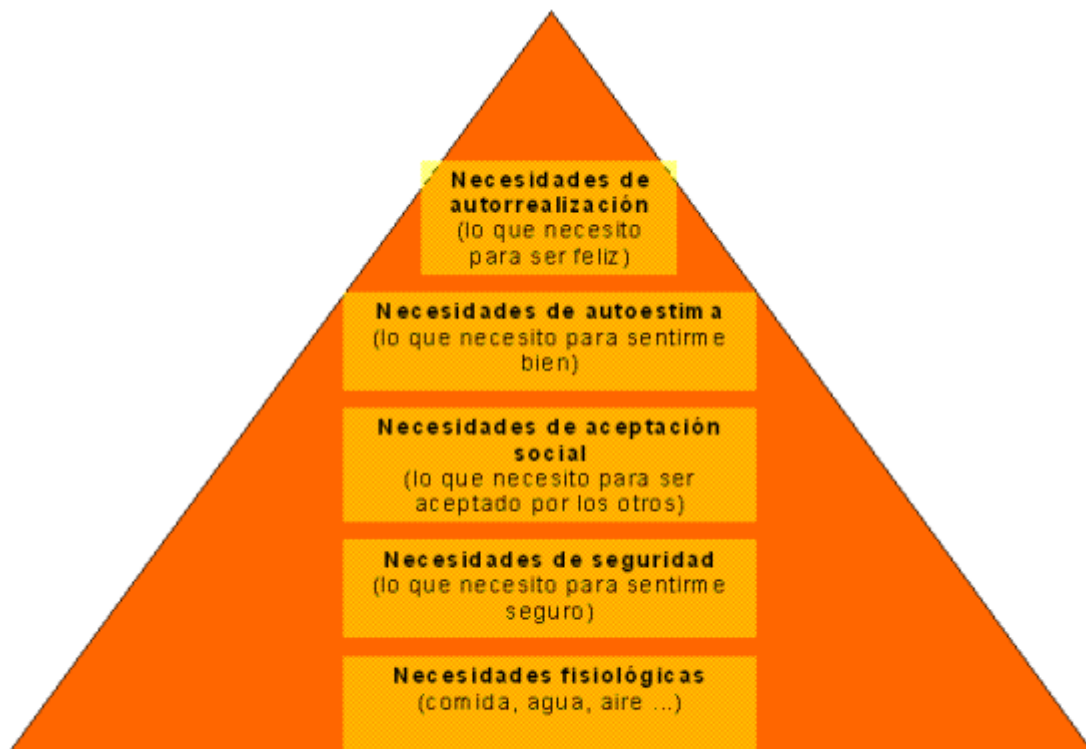 Necesidades de
autorrealización
(lo que necesito
para ser feliz)
Necesidades de autoestima
(lo que necesito para sentirme
bien)
Necesidades de aceptación
social
(lo que necesito para ser
aceptado por los otros)
Necesidades de seguridad
(lo que necesito para sentirme
seguro)
Necesidades fisiológicas
(comida, agua, aire ...)